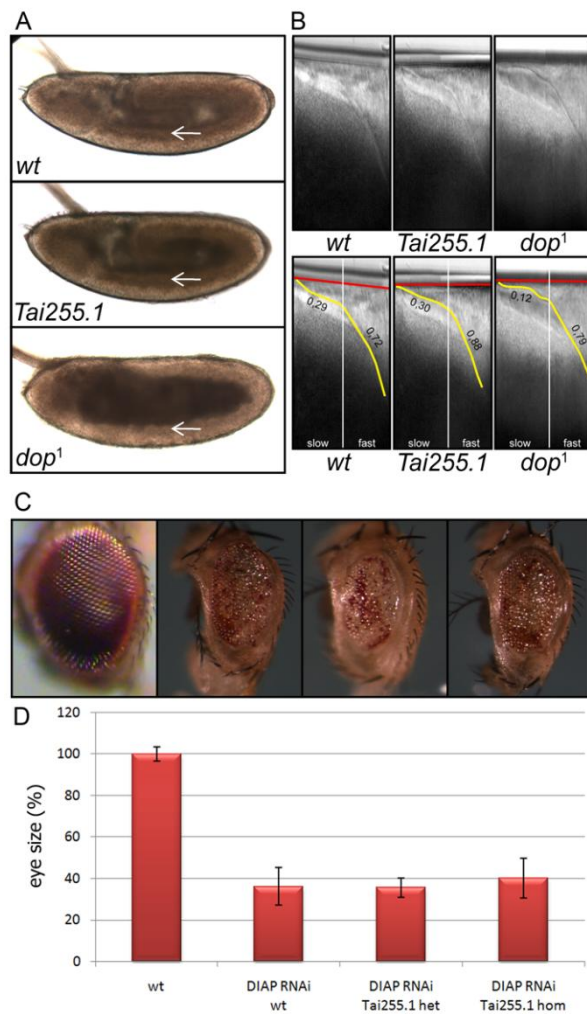 A
wt
Tai255.1
dop1
B
wt Tai255.1 dop1
0,29 0,72 0,30 0,88 0,12 0,79
slow fast slow fast slow fast
wt Tai255.1 dop1
C
D
eye size (%)
120
100
80
60
40
20
0
wt DIAP RNAi DIAP RNAi DIAP RNAi
wt Tai255.1 het Tai255.1 hom